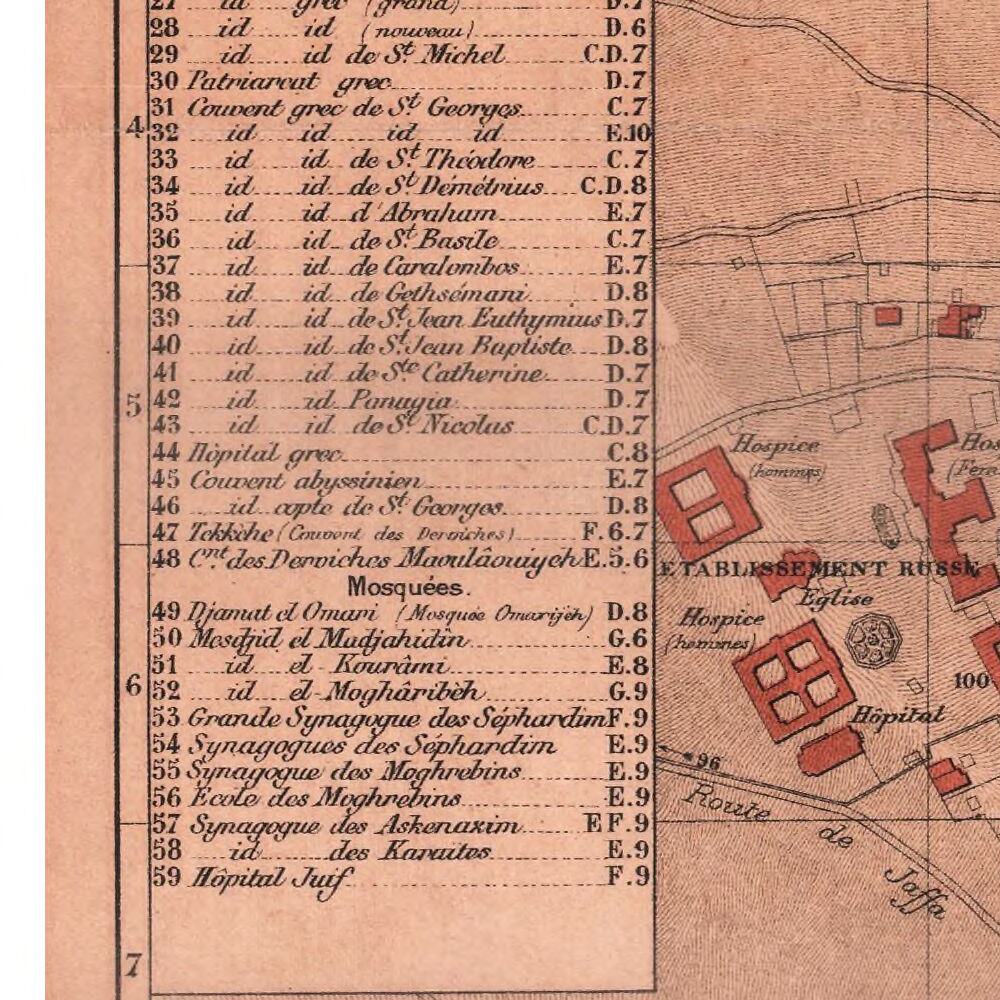 27 id grec (grand) D.7
28 id id (nouveau) D.6
29 id id de St Michel C.D.7
30 Patriarcat grec D.7
31 Couvent grec de St Georges C.7
32 id id id id E.10
33 id id de St Théodore C.7
34 id id de St Démétrius C.D.8
35 id id d'Abraham E.7
36 id id de St Basile C.7
37 id id de Caralombos E.7
38 id id de Gethsémani D.8
39 id id de St Jean Euthymius D.7
40 id id de St Jean Baptiste D.8
41 id id de Ste Catherine D.7
42 id id Panagia D.7
43 id id de St Nicolas C.D.7
44 Hôpital grec C.8
45 Couvent abyssinien E.7
46 id copte de St Georges D.8
47 Tekkèhe (Couvent des Derviches) F.6.7
48 Cnt des Derviches Maoulâouiyeh E.5.6
Mosquées.
49 Djamat el Omari (Mosquée Omarijèh) D.8
50 Mesdjid el Madjahidin G.6
51 id el Kourâmi E.8
52 id el-Moghâribèh G.9
53 Grande Synagogue des Séphardim F.9
54 Synagogues des Séphardim E.9
55 Synagogue des Moghrebins E.9
56 Ecole des Moghrebins E.9
57 Synagogue des Askenazim E F.9
58 id des Karaïtes E.9
59 Hôpital Juif F.9
4
5
6
7
Hospice
(hommes)
ETABLISSEMENT RUSSE
Eglise
Hospice
(hommes)
100
Hôpital
96
Route de Jaffa